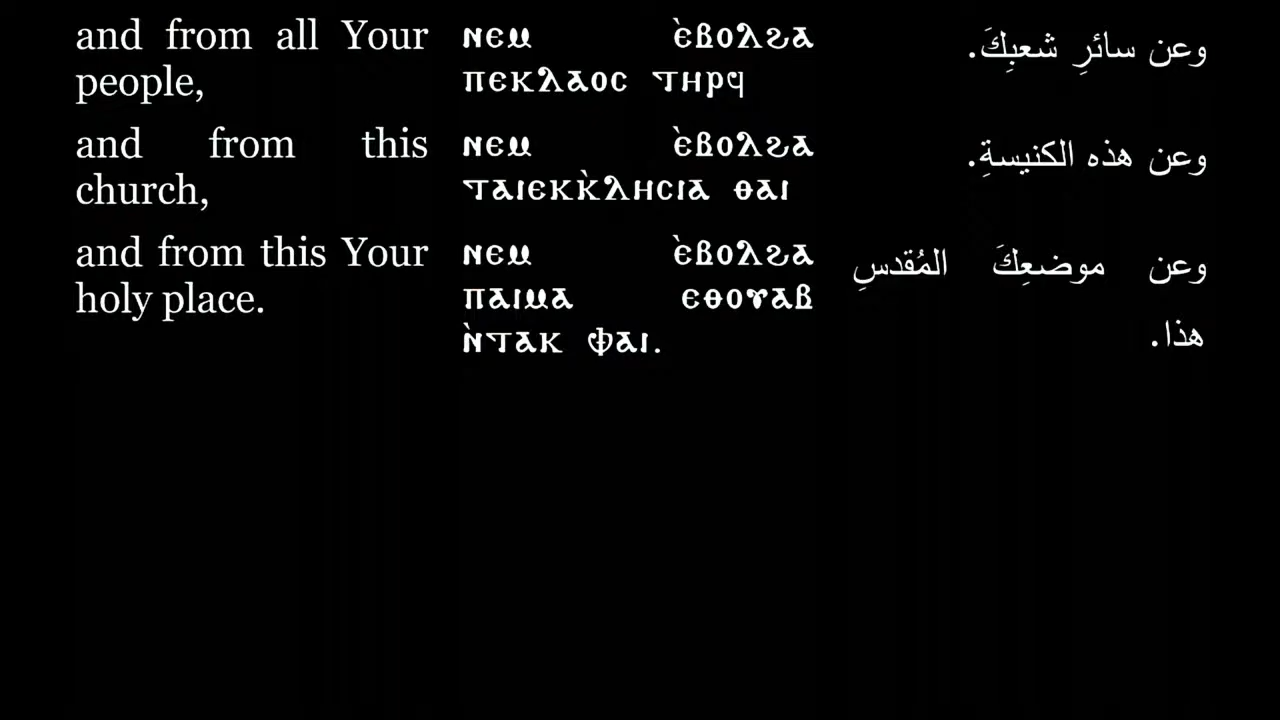 and from all Your
people,
ⲛⲉⲙ ⲉ̀ⲃⲟⲗϩⲁ
ⲡⲉⲕⲗⲁⲟⲥ ⲧⲏⲣϥ
وعن سائرِ شعبِكَ.
and from this
church,
ⲛⲉⲙ ⲉ̀ⲃⲟⲗϩⲁ
ⲧⲁⲓⲉⲕⲕ̀ⲗⲏⲥⲓⲁ ⲑⲁⲓ
وعن هذه الكنيسةِ.
and from this Your
holy place.
ⲛⲉⲙ ⲉ̀ⲃⲟⲗϩⲁ
ⲡⲁⲓⲙⲁ ⲉⲑⲟⲩⲁⲃ
ⲛ̀ⲧⲁⲕ ⲫⲁⲓ.
وعن موضعِكَ المُقدسِ
هذا.